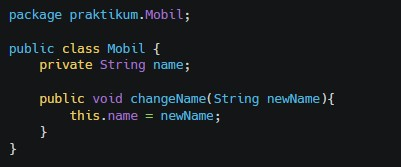 package praktikum.Mobil;
public class Mobil {
    private String name;
    public void changeName(String newName){
        this.name = newName;
    }
}